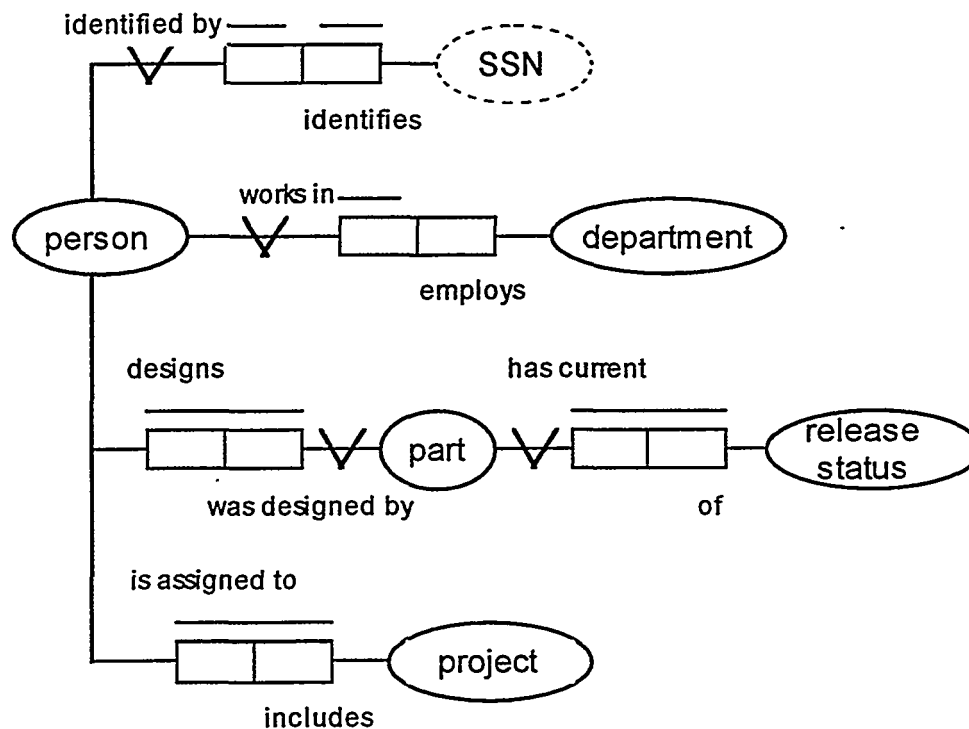 identified by
SSN
identifies
works in
person
department
employs
designs
has current
part
release
status
was designed by
of
is assigned to
project
includes